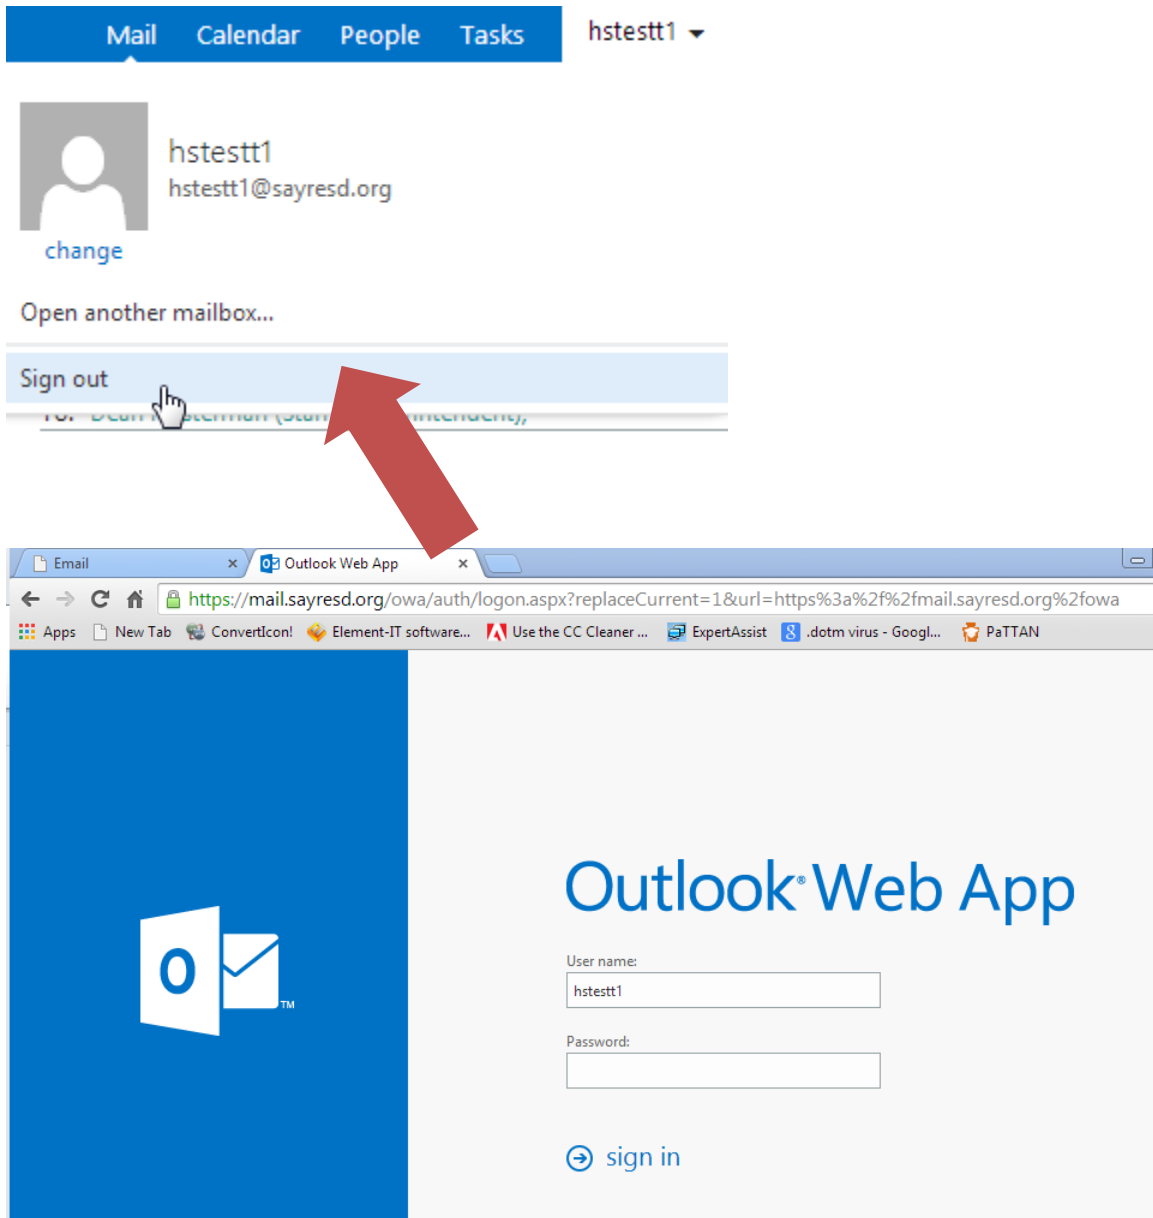 Mail Calendar People Tasks hstestt1
hstestt1
hstestt1@sayresd.org
change
Open another mailbox...
Sign out
Email Outlook Web App
https://mail.sayresd.org/owa/auth/logon.aspx?replaceCurrent=1&url=https%3a%2f%2fmail.sayresd.org%2fowa
Apps New Tab ConvertIcon! Element-IT software... Use the CC Cleaner ... ExpertAssist .dotm virus - Googl... PaTTAN
Outlook® Web App
User name:
hstestt1
Password:
sign in